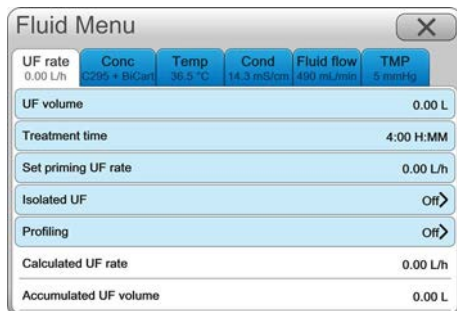 Fluid Menu
UF rate Conc Temp Cond Fluid flow TMP
0.00 L/h C295 + BiCart 36.5 °C 14.3 mS/cm 490 mL/min 5 mmHg
UF volume 0.00 L
Treatment time 4:00 H:MM
Set priming UF rate 0.00 L/h
Isolated UF Off
Profiling Off
Calculated UF rate 0.00 L/h
Accumulated UF volume 0.00 L